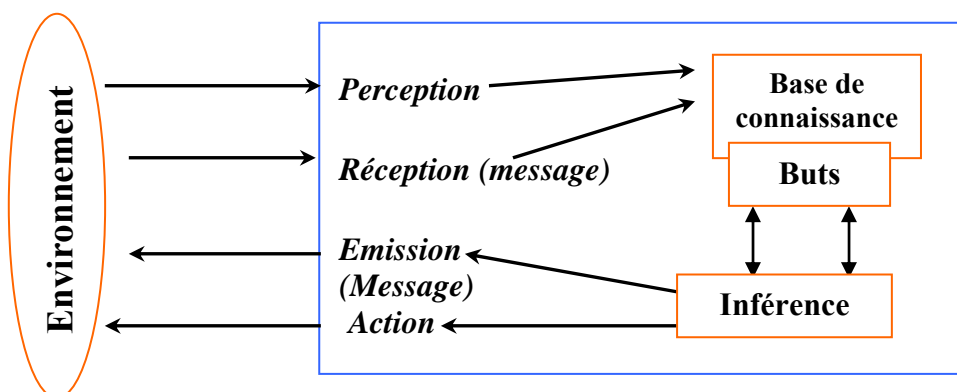 Environnement
Perception
Réception (message)
Emission
(Message)
Action
Base de
connaissance
Buts
Inférence